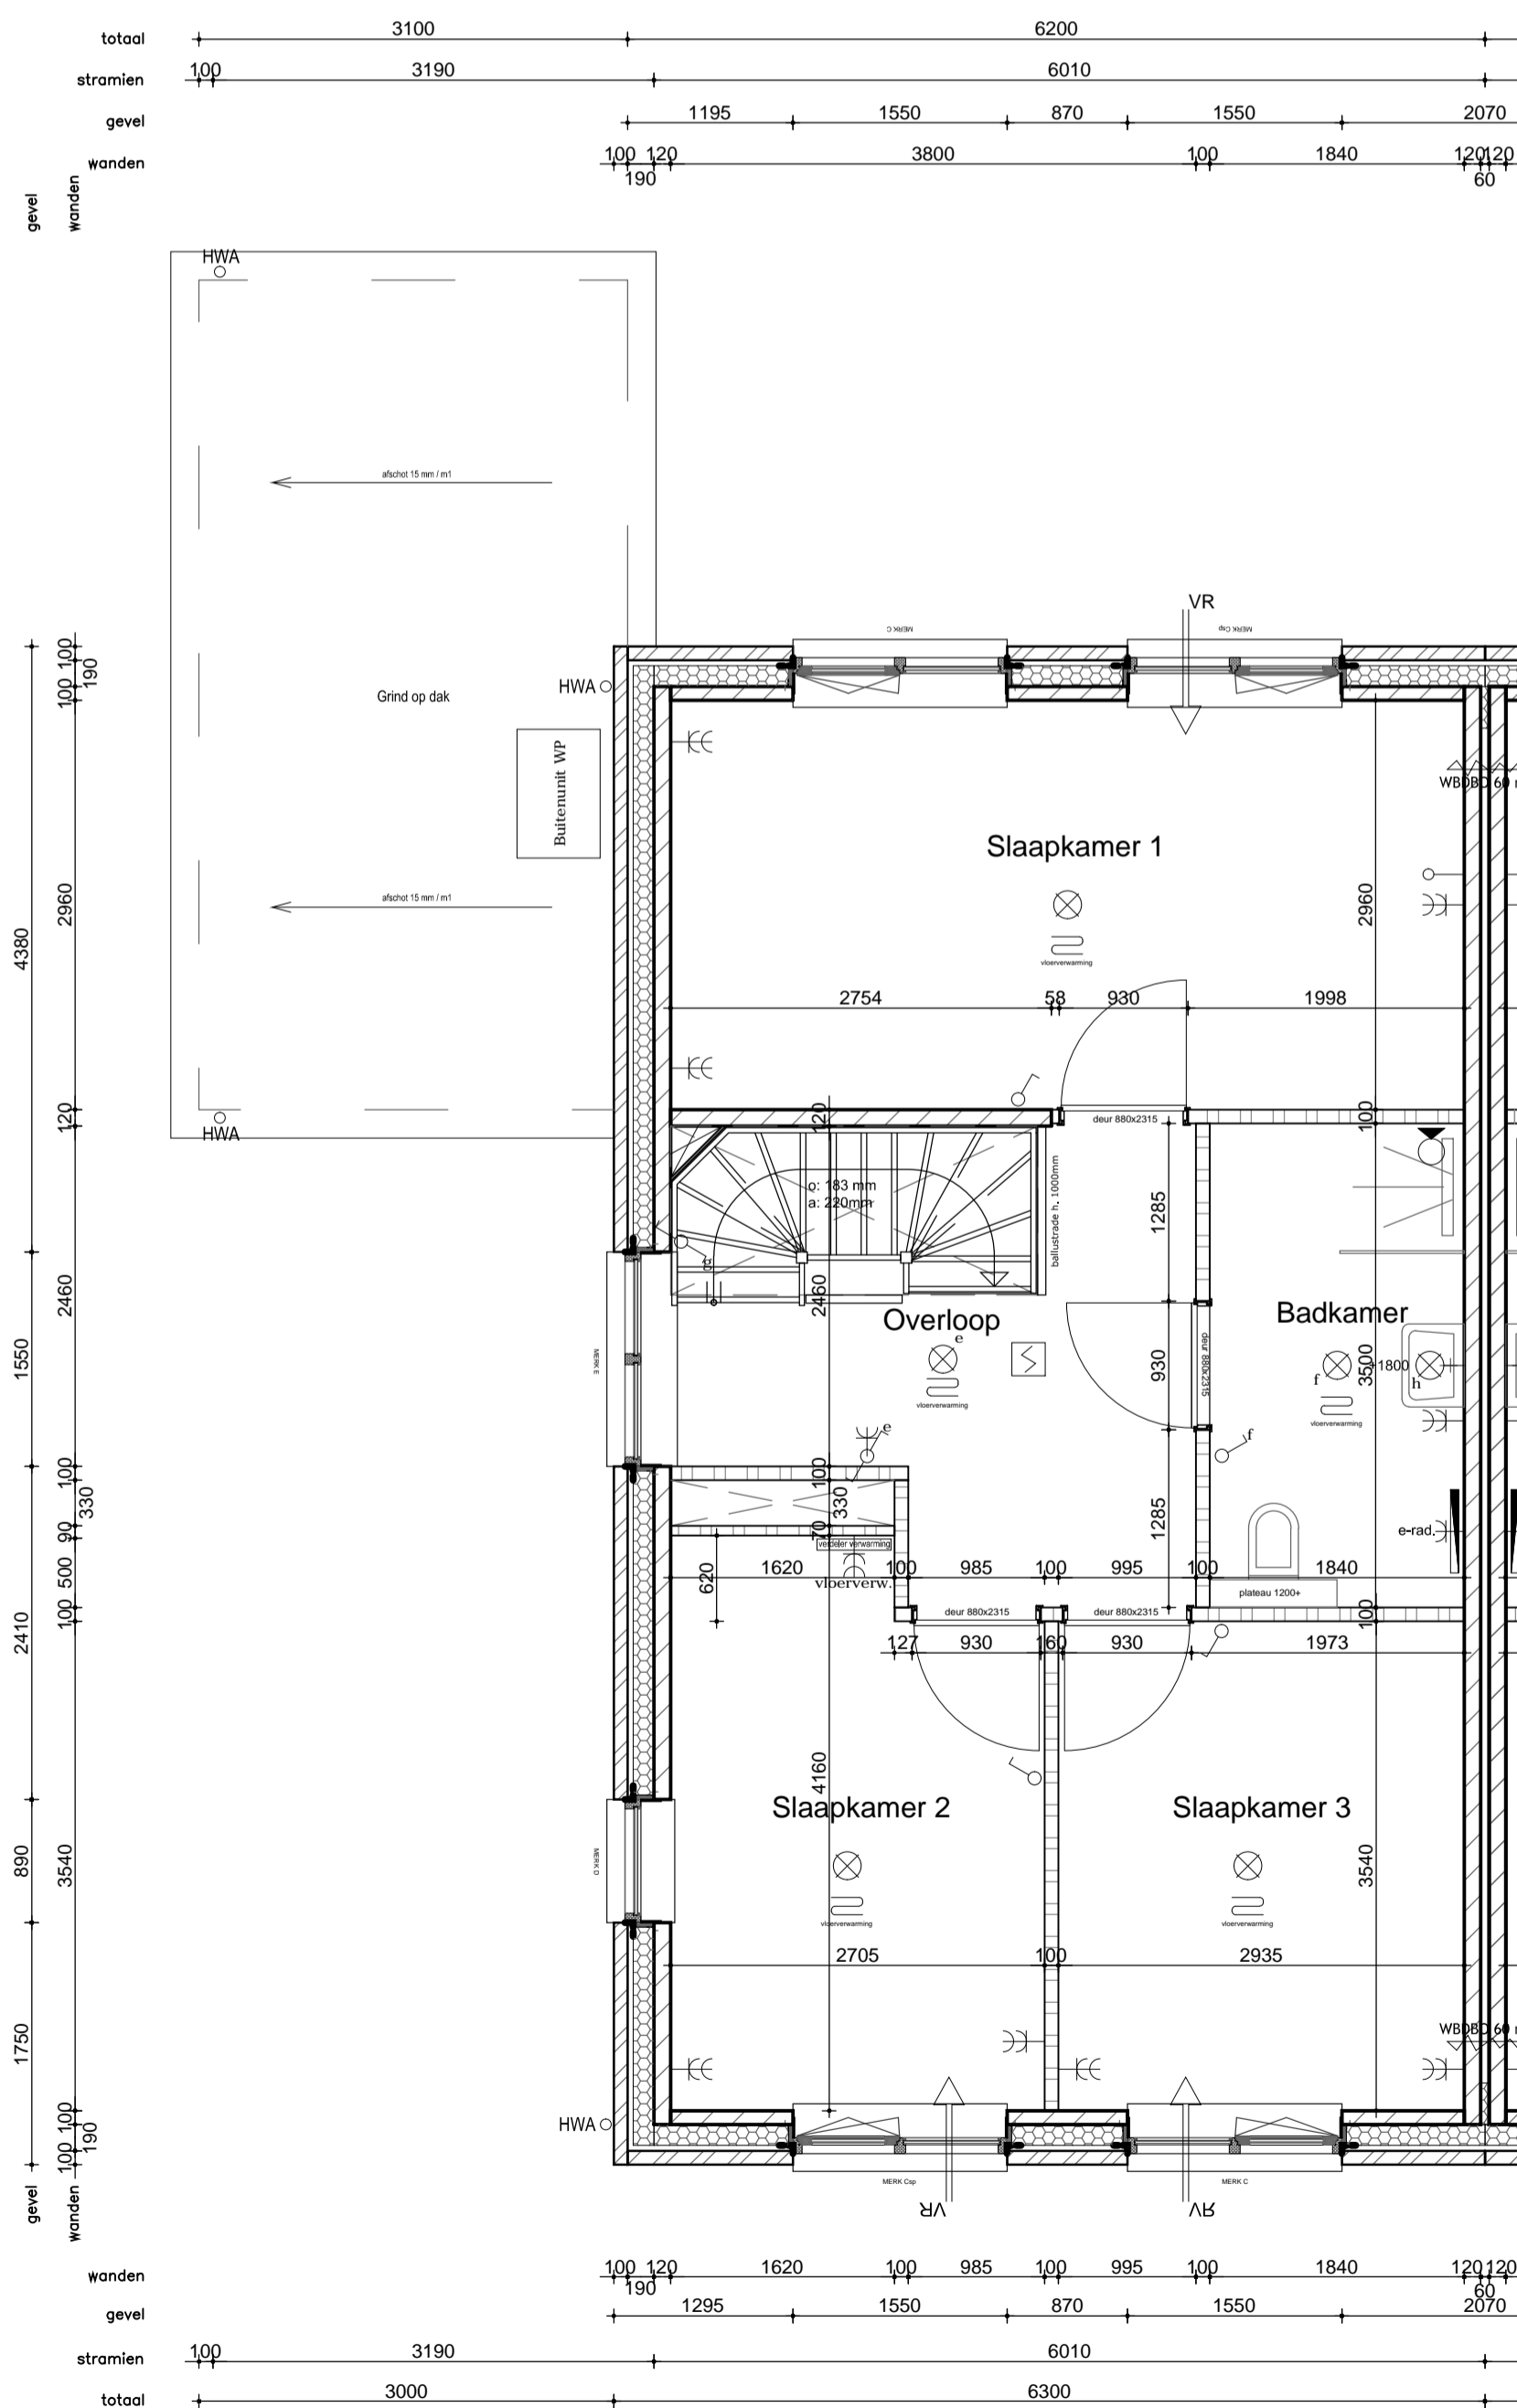 totaal 3100 6200
stramien 100 3190 6010
gevel 1195 1550 870 1550 2070
wanden 100 190 120 3800 100 1840 120 60 120
gevel
wanden
HWA
afschot 15 mm / m1
Grind op dak
HWA
Buitenunit WP
afschot 15 mm / m1
HWA
MERK C
VR
MERK Csp
100
190
100
4380
2960
120
2460
1550
100
330
90
500
100
2410
890
3540
1750
100
190
100
gevel
wanden
WBDBO 60
Slaapkamer 1
vloerverwarming
2960
2754 58 930 1998
deur 880x2315
120
100
o: 183 mm
a: 220mm
ballustrade h. 1000mm
1285
g
2460
Overloop
e
vloerverwarming
930
deur 880x2315
Badkamer
3500
+1800
f
h
vloerverwarming
MERK E
e
f
100
330
70
verdeler verwarming
vloerverw.
1285
e-rad.
620
1620 100 985 100 995 100 1840
plateau 1200+
deur 880x2315
deur 880x2315
100
127 930 160 930 1973
4160
Slaapkamer 2
Slaapkamer 3
MERK D
vloerverwarming
vloerverwarming
3540
2705 100 2935
WBDBO 60
HWA
MERK Csp
MERK C
VR
VR
wanden 100 190 120 1620 100 985 100 995 100 1840 120 60 120
gevel 1295 1550 870 1550 2070
stramien 100 3190 6010
totaal 3000 6300